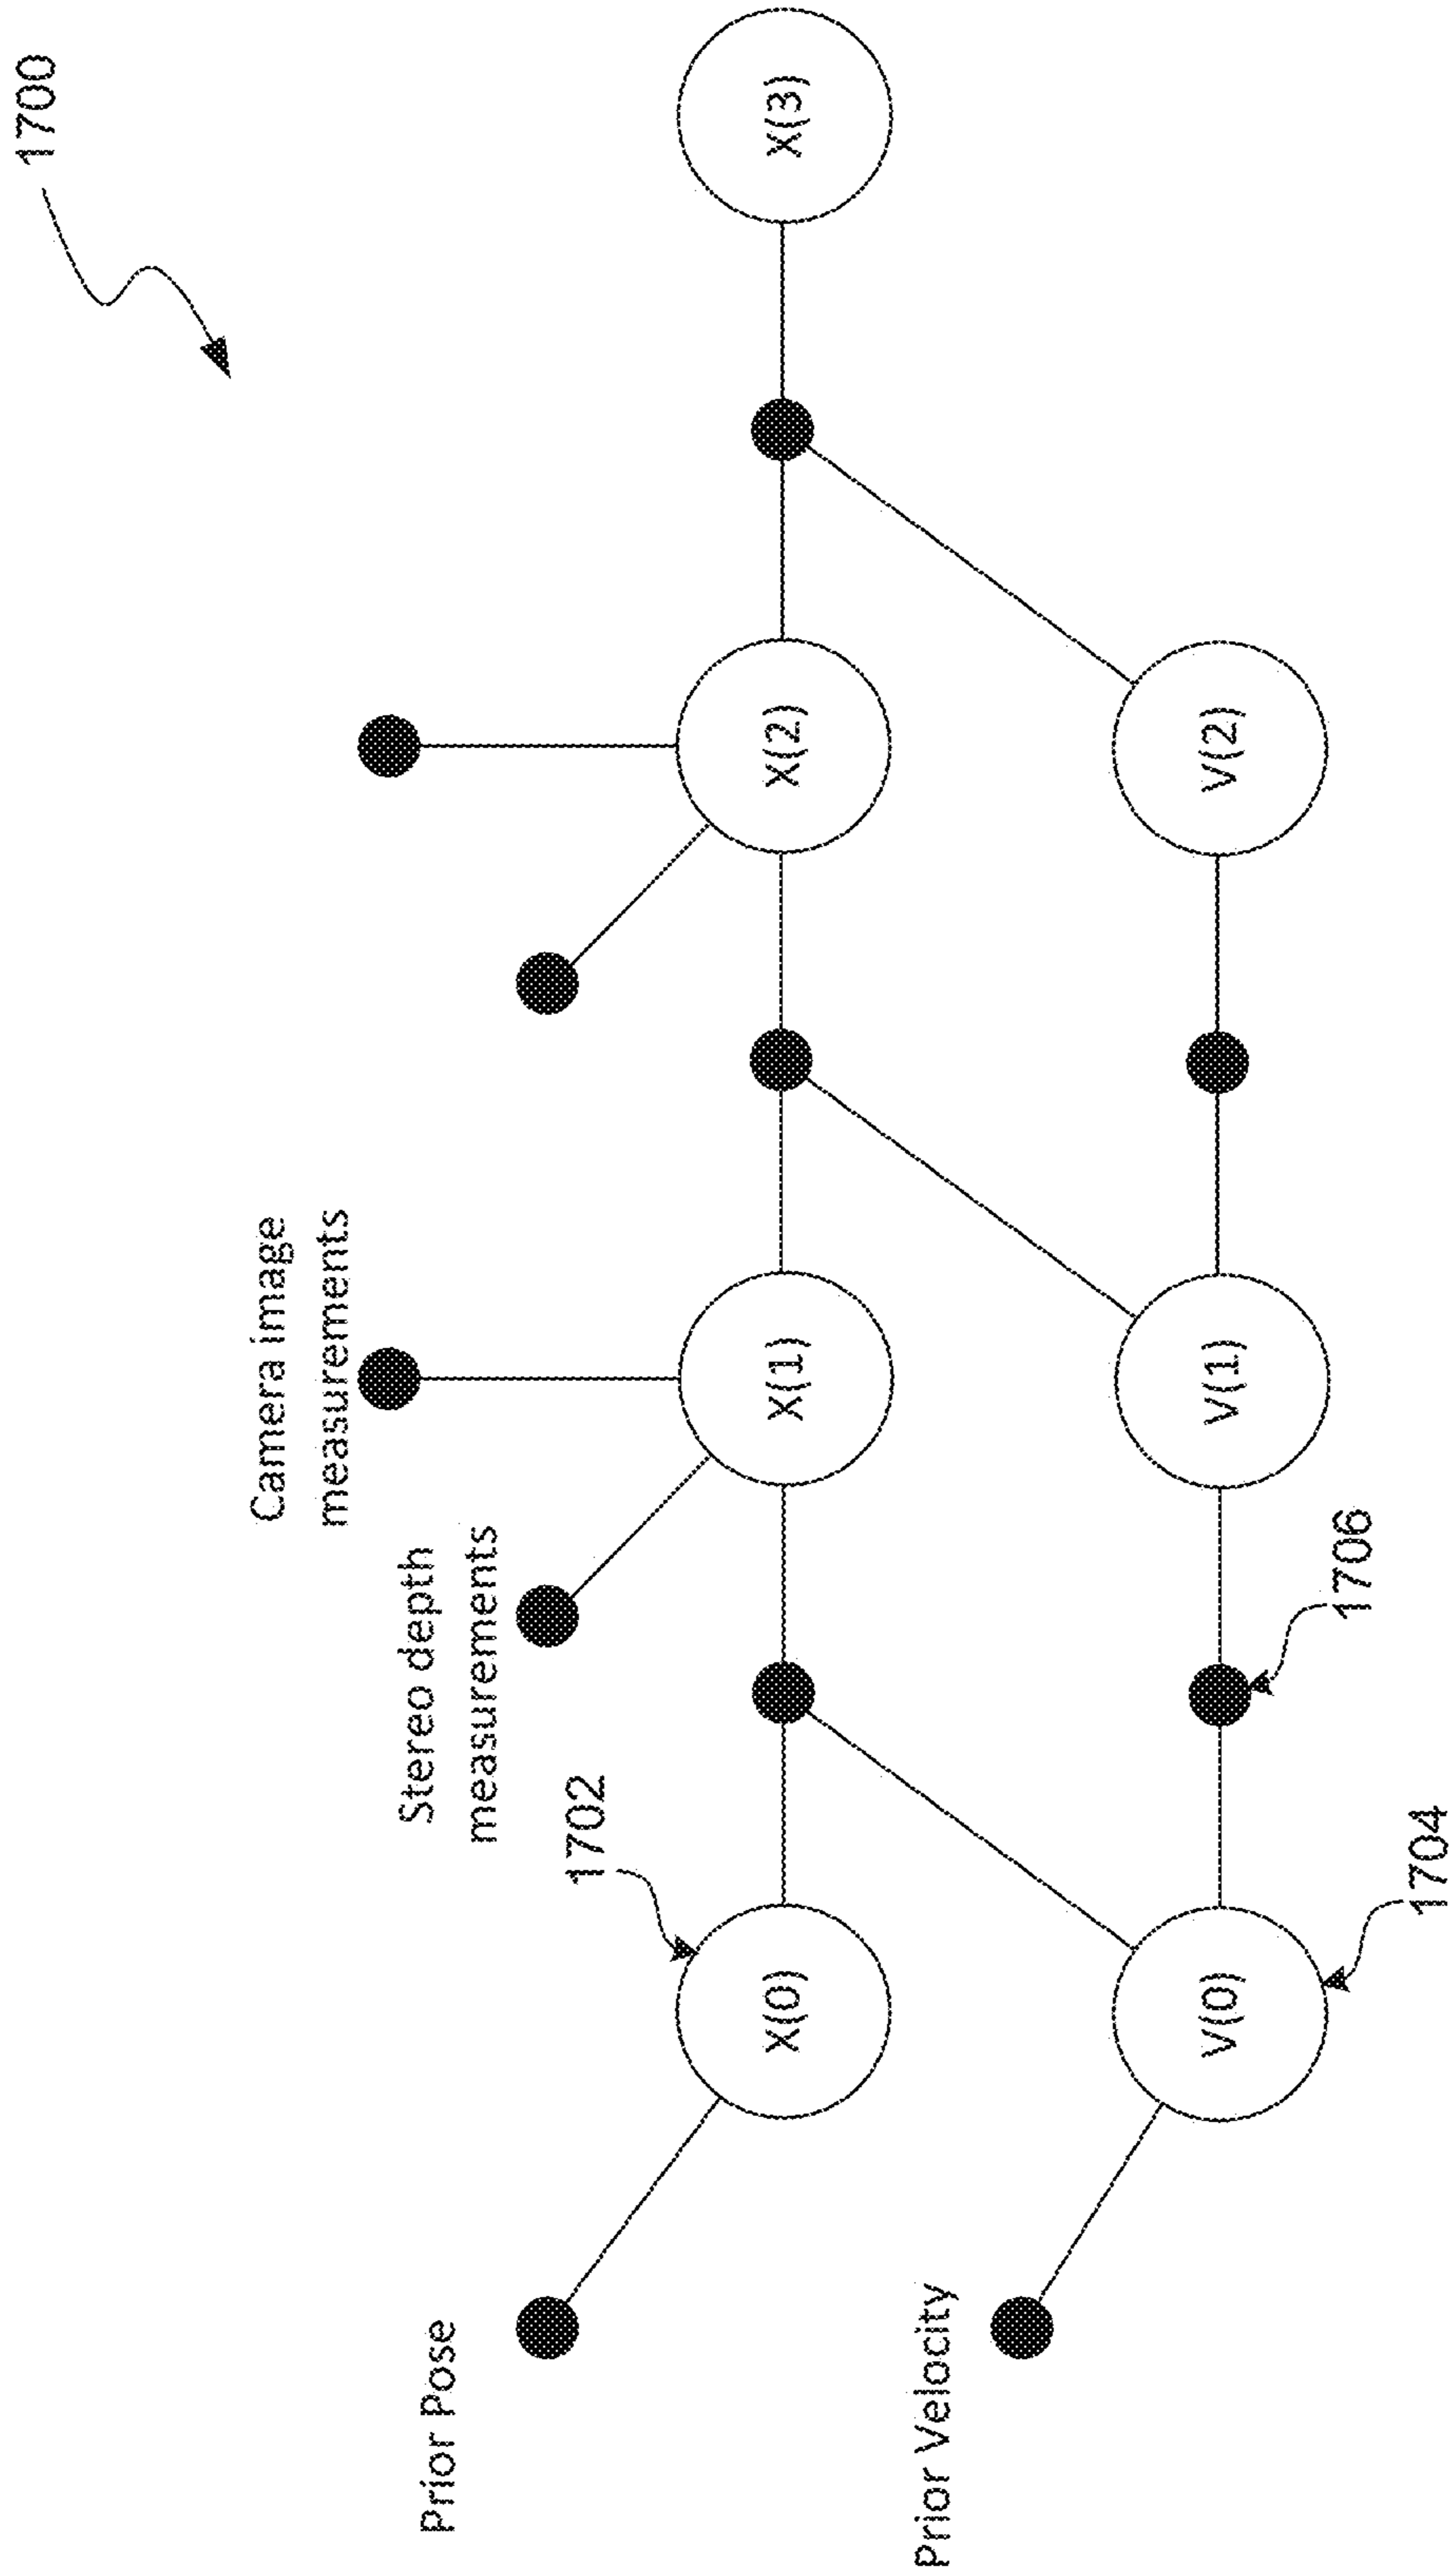 1700
Camera image
measurements
Stereo depth
measurements
Prior Pose
1702
X(0)
X(1)
X(2)
X(3)
Prior Velocity
V(0)
V(1)
V(2)
1704
1706